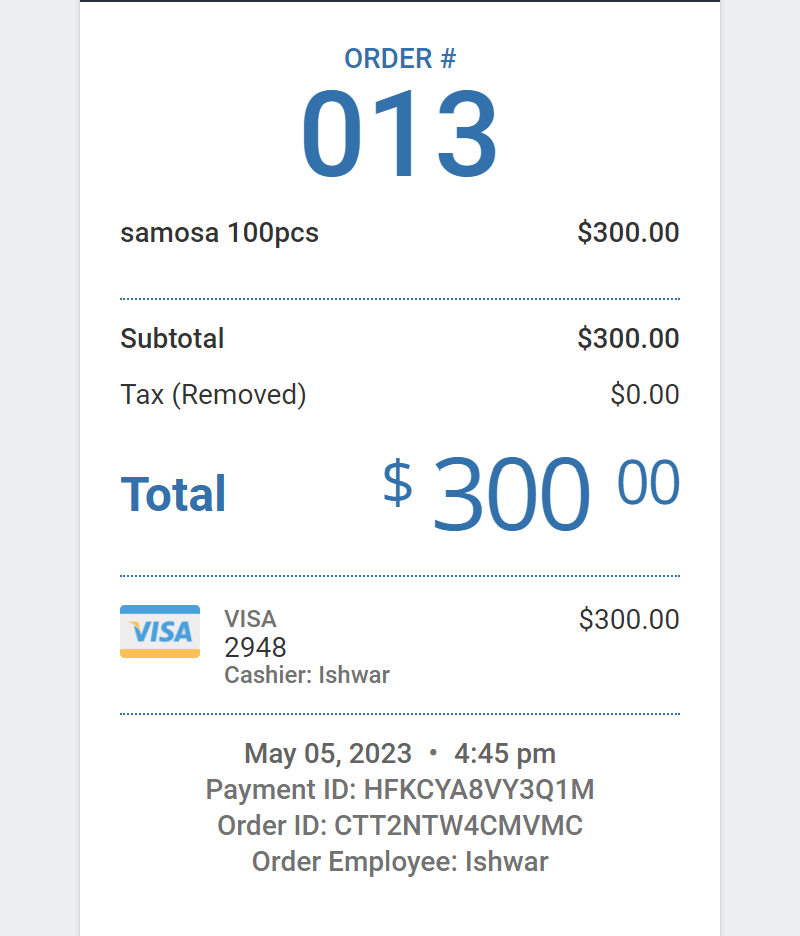 ORDER #
013
samosa 100pcs $300.00
Subtotal $300.00
Tax (Removed) $0.00
Total $ 300 00
VISA VISA $300.00
2948
Cashier: Ishwar
May 05, 2023 • 4:45 pm
Payment ID: HFKCYA8VY3Q1M
Order ID: CTT2NTW4CMVMC
Order Employee: Ishwar